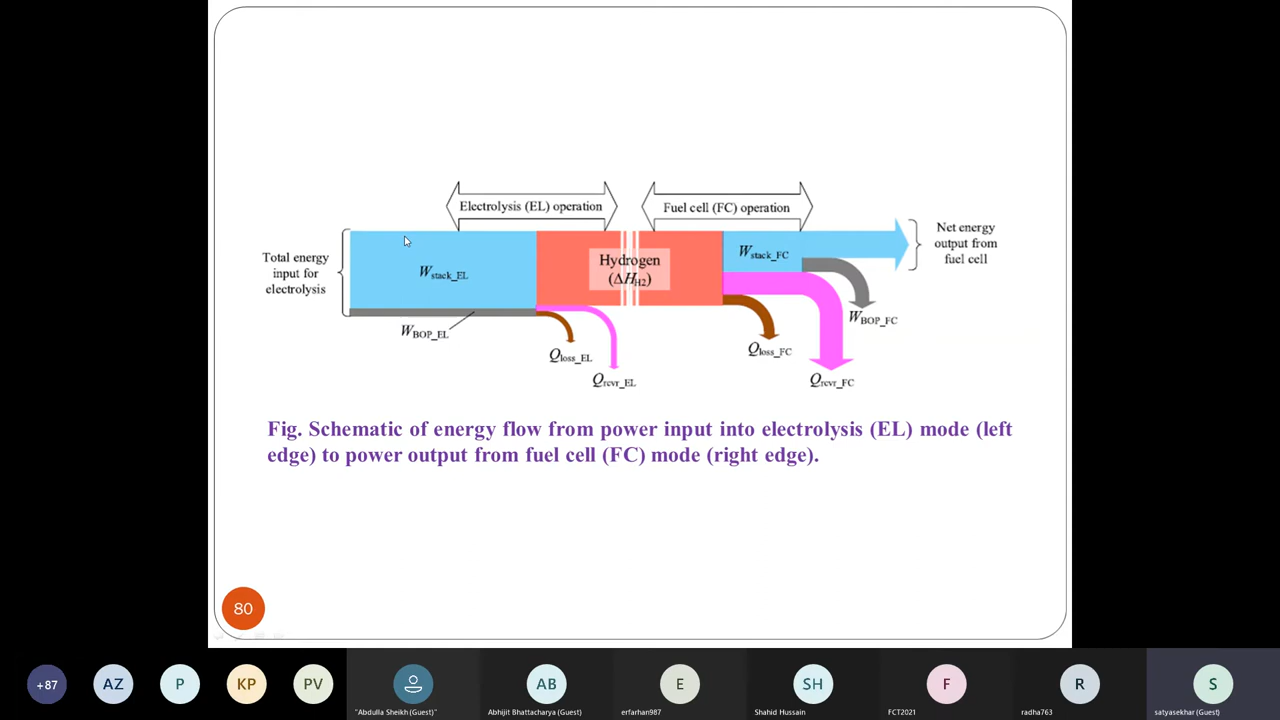 Electrolysis (EL) operation
Fuel cell (FC) operation
Total energy
input for
electrolysis
W_stack_EL
Hydrogen
(ΔH_H2)
W_stack_FC
Net energy
output from
fuel cell
W_BOP_EL
Q_loss_EL
Q_rcvr_EL
Q_loss_FC
W_BOP_FC
Q_rcvr_FC
Fig. Schematic of energy flow from power input into electrolysis (EL) mode (left
edge) to power output from fuel cell (FC) mode (right edge).
80
+87
AZ
P
KP
PV
AB
E
SH
F
R
S
"Abdulla Sheikh (Guest)"
Abhijit Bhattacharya (Guest)
erfarhan987
Shahid Hussain
FCT2021
radha763
satyasekhar (Guest)